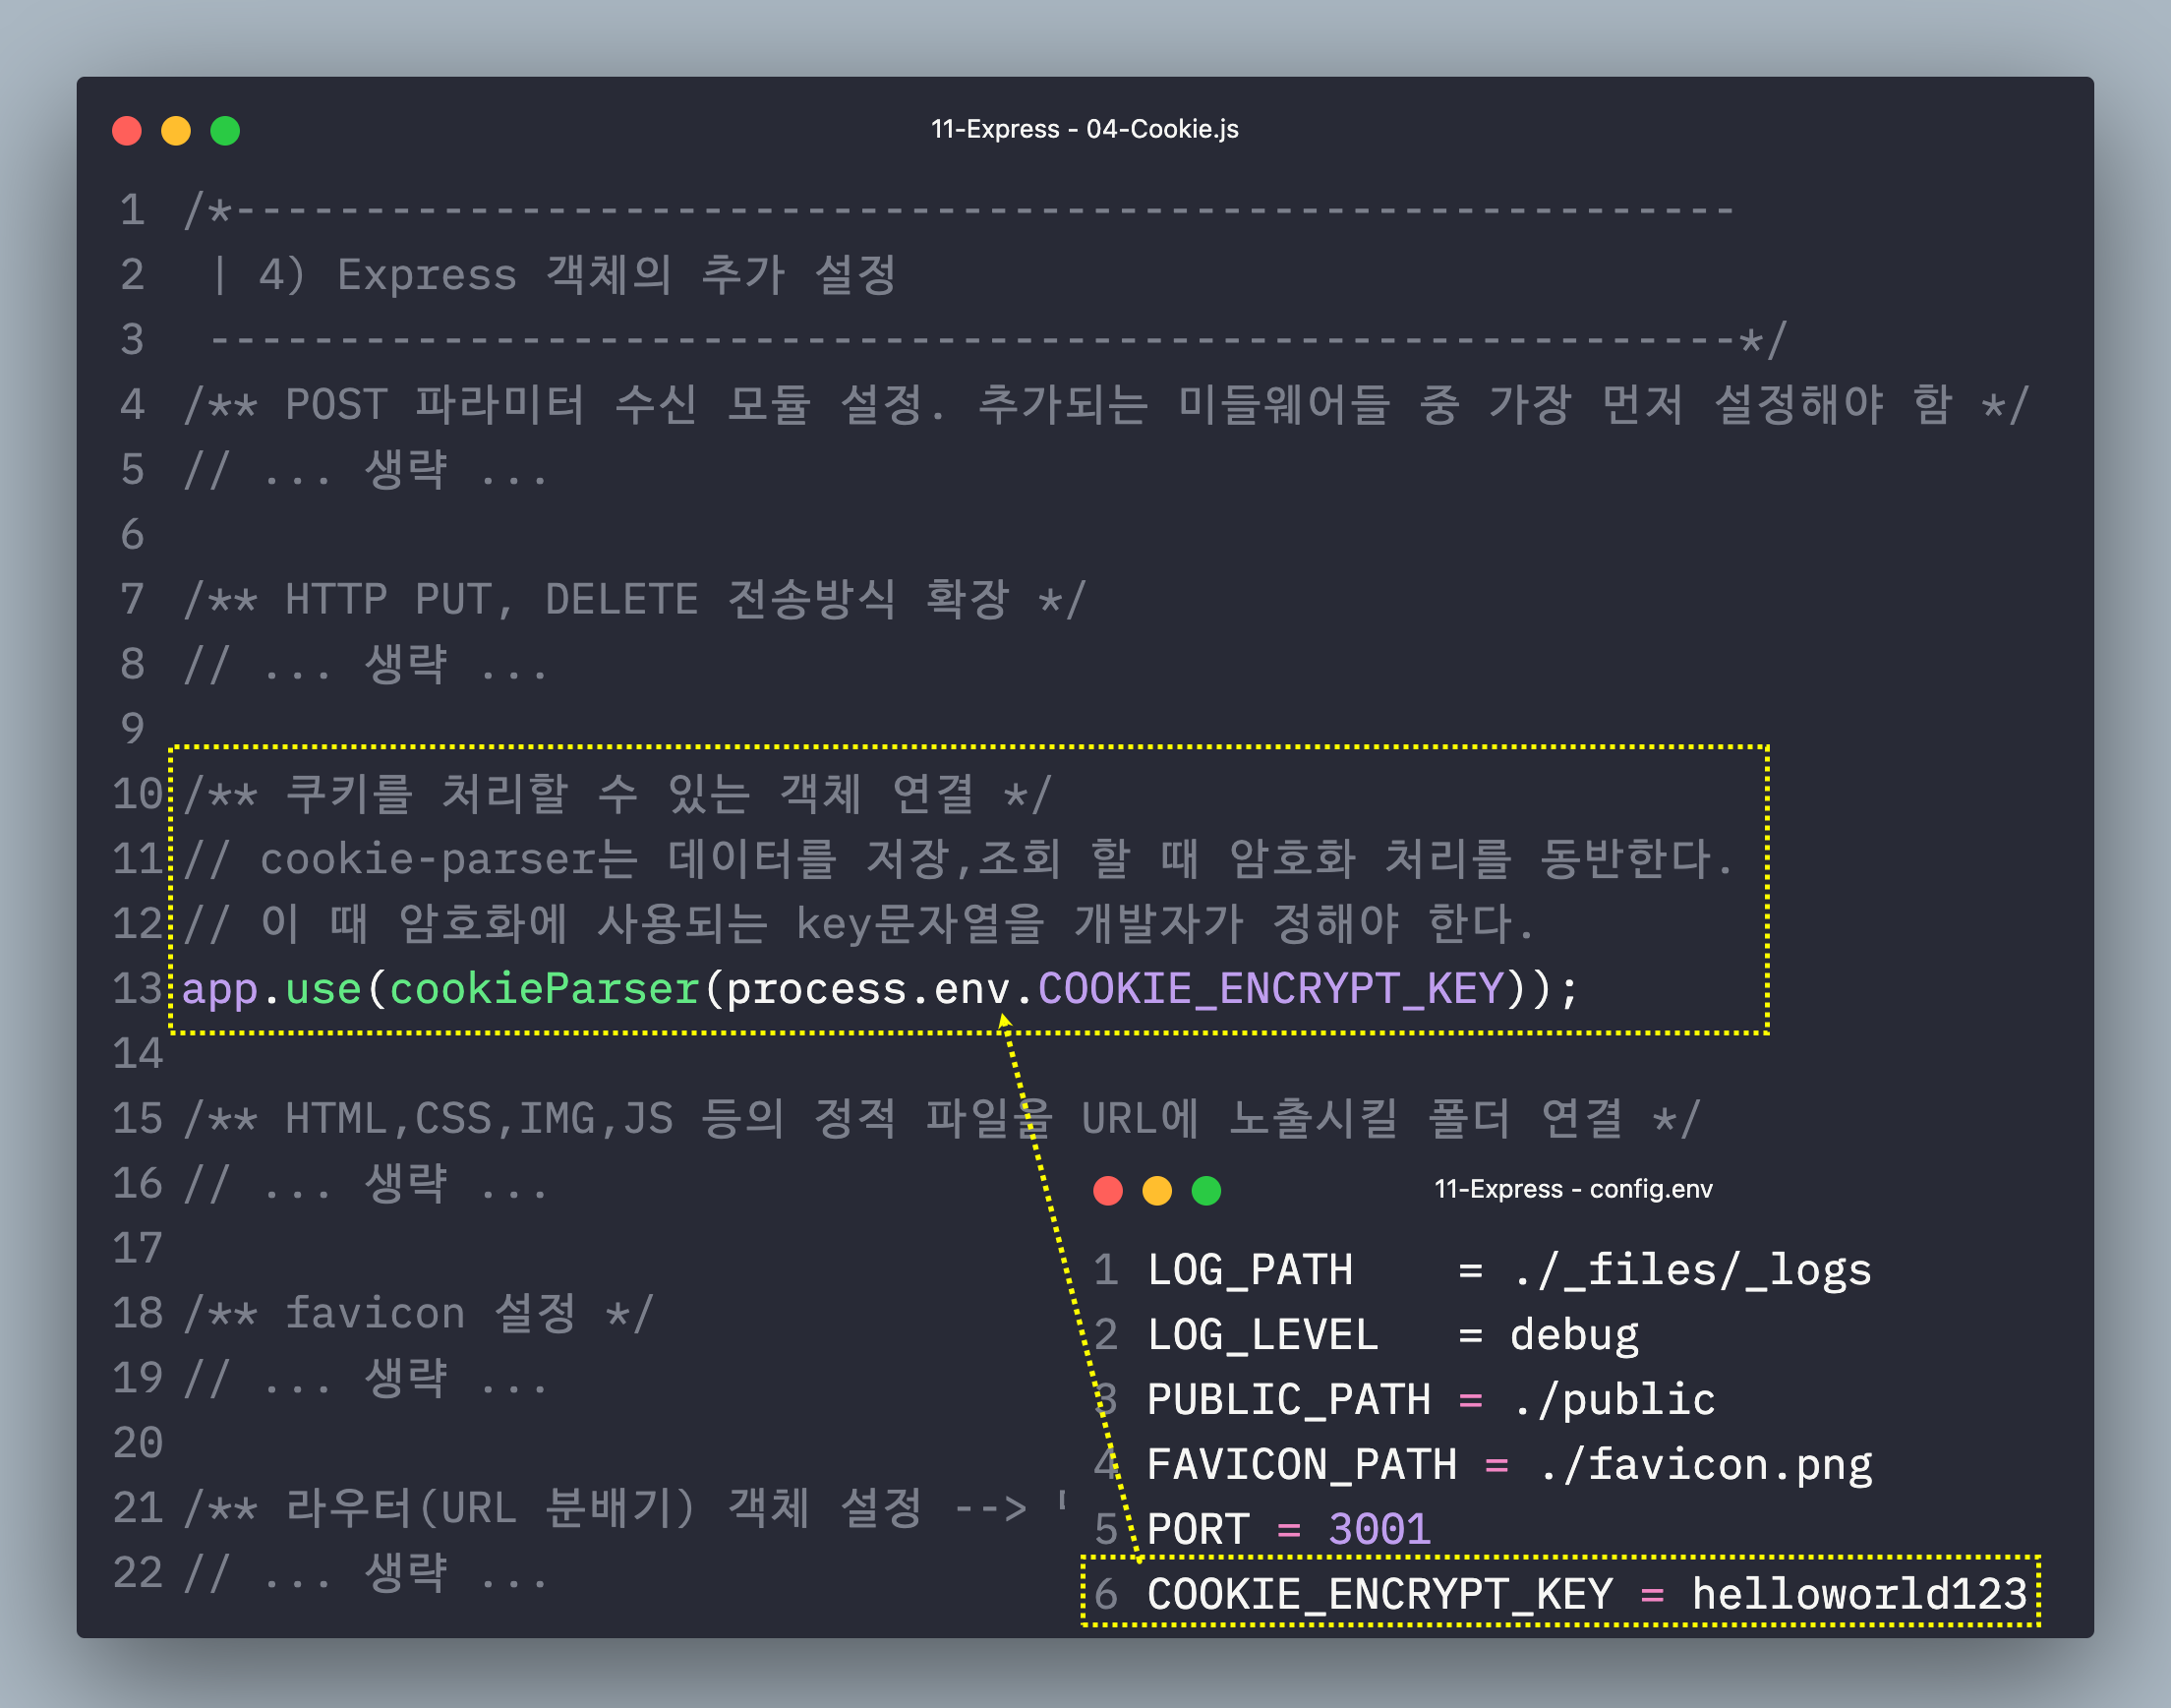 11-Express - 04-Cookie.js
1 /*----------------------------------------------------------
2  | 4) Express 객체의 추가 설정
3  -----------------------------------------------------------*/
4 /** POST 파라미터 수신 모듈 설정. 추가되는 미들웨어들 중 가장 먼저 설정해야 함 */
5 // ... 생략 ...
6
7 /** HTTP PUT, DELETE 전송방식 확장 */
8 // ... 생략 ...
9
10 /** 쿠키를 처리할 수 있는 객체 연결 */
11 // cookie-parser는 데이터를 저장,조회 할 때 암호화 처리를 동반한다.
12 // 이 때 암호화에 사용되는 key문자열을 개발자가 정해야 한다.
13 app.use(cookieParser(process.env.COOKIE_ENCRYPT_KEY));
14
15 /** HTML,CSS,IMG,JS 등의 정적 파일을 URL에 노출시킬 폴더 연결 */
16 // ... 생략 ...
17
18 /** favicon 설정 */
19 // ... 생략 ...
20
21 /** 라우터(URL 분배기) 객체 설정 -->
22 // ... 생략 ...
11-Express - config.env
1 LOG_PATH    = ./_files/_logs
2 LOG_LEVEL   = debug
3 PUBLIC_PATH = ./public
4 FAVICON_PATH = ./favicon.png
5 PORT = 3001
6 COOKIE_ENCRYPT_KEY = helloworld123